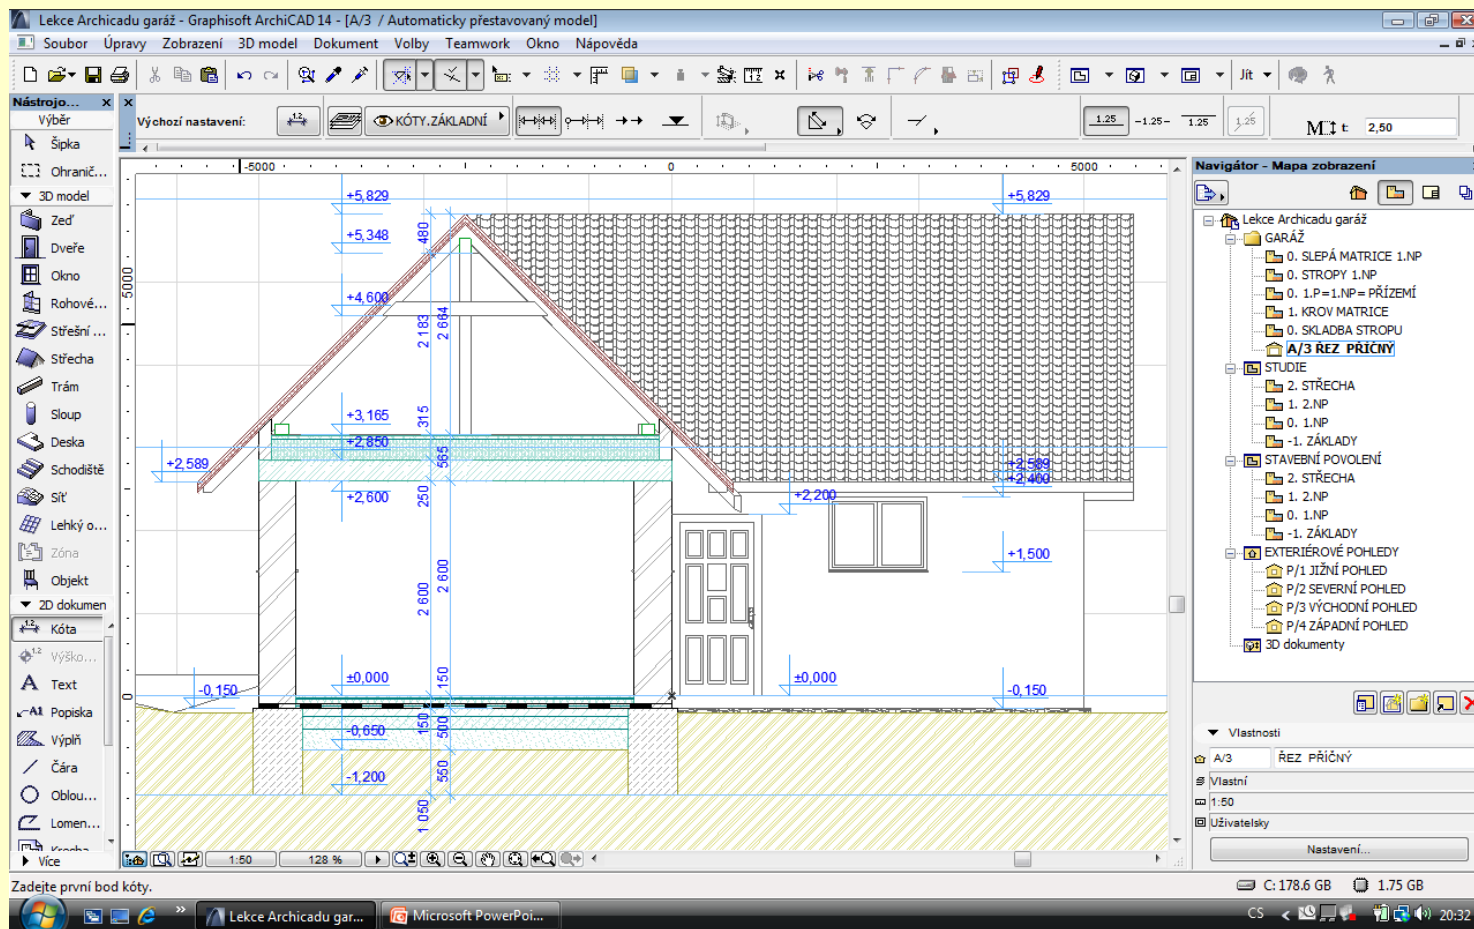 Lekce Archicadu garáž - Graphisoft ArchiCAD 14 - [A/3 / Automaticky přestavovaný model]
Soubor Úpravy Zobrazení 3D model Dokument Volby Teamwork Okno Nápověda
Jít
Nástrojo...
Výběr
Šipka
Ohranič...
3D model
Zeď
Dveře
Okno
Rohové...
Střešní ...
Střecha
Trám
Sloup
Deska
Schodiště
Síť
Lehký o...
Zóna
Objekt
2D dokumen
Kóta
Výško...
Text
Popiska
Výplň
Čára
Oblou...
Lomen...
Více
Výchozí nastavení:
KÓTY.ZÁKLADNÍ
1.25
-1.25-
1.25
1.25
t:
2,50
-5000
0
5000
5000
0
+5,829
+5,829
+5,348
480
+4,600
2 183
2 664
+3,165
315
+2,850
565
+2,589
+2,589
+2,400
+2,600
250
+2,200
+1,500
2 600
2 600
±0,000
150
±0,000
-0,150
-0,150
150
500
-0,650
-1,200
550
1 050
1:50
128 %
Navigátor - Mapa zobrazení
Lekce Archicadu garáž
GARÁŽ
0. SLEPÁ MATRICE 1.NP
0. STROPY 1.NP
0. 1.P=1.NP= PŘÍZEMÍ
1. KROV MATRICE
0. SKLADBA STROPU
A/3 ŘEZ PŘÍČNÝ
STUDIE
2. STŘECHA
1. 2.NP
0. 1.NP
-1. ZÁKLADY
STAVEBNÍ POVOLENÍ
2. STŘECHA
1. 2.NP
0. 1.NP
-1. ZÁKLADY
EXTERIÉROVÉ POHLEDY
P/1 JIŽNÍ POHLED
P/2 SEVERNÍ POHLED
P/3 VÝCHODNÍ POHLED
P/4 ZÁPADNÍ POHLED
3D dokumenty
Vlastnosti
A/3 ŘEZ PŘÍČNÝ
Vlastní
1:50
Uživatelsky
Nastavení...
Zadejte první bod kóty.
C: 178.6 GB
1.75 GB
Lekce Archicadu gar...
Microsoft PowerPoi...
CS
20:32